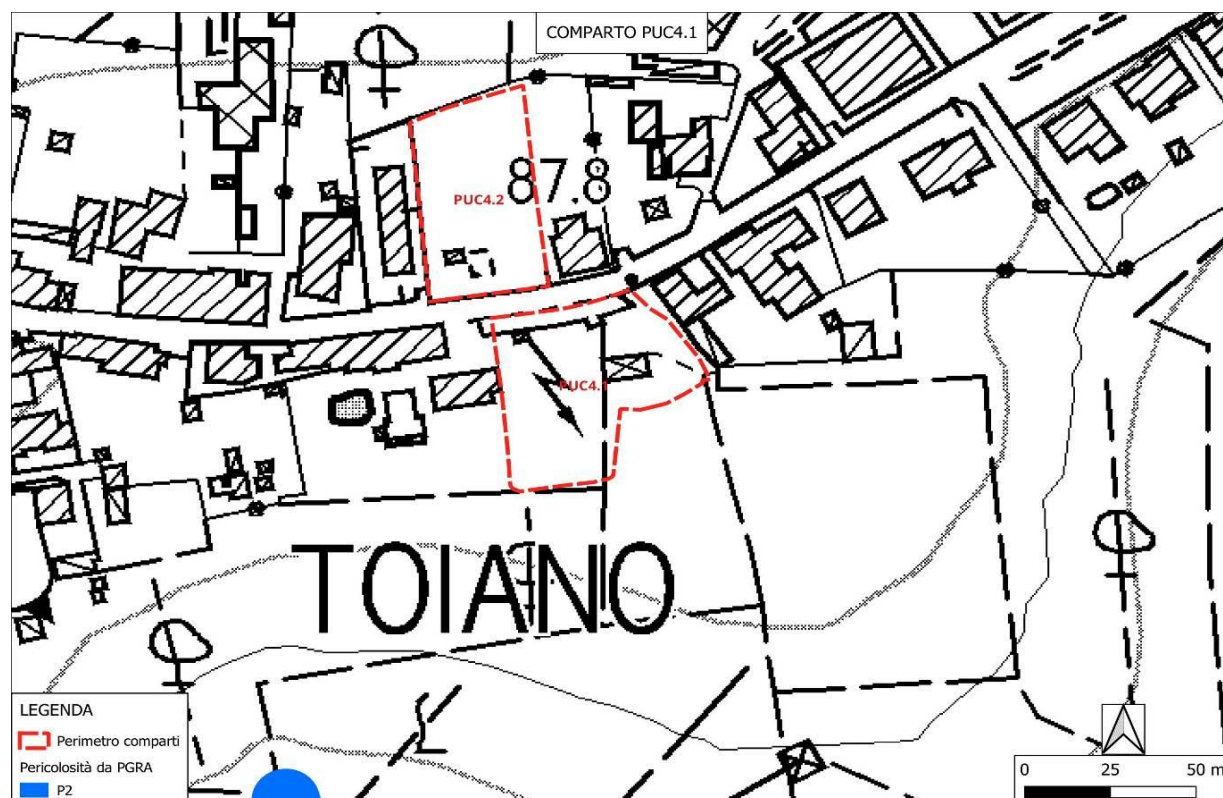 COMPARTO PUC4.1
PUC4.2
87.8
PUC4.
TOIANO
LEGENDA
Perimetro comparti
Pericolosità da PGRA
P2
0 25 50 m